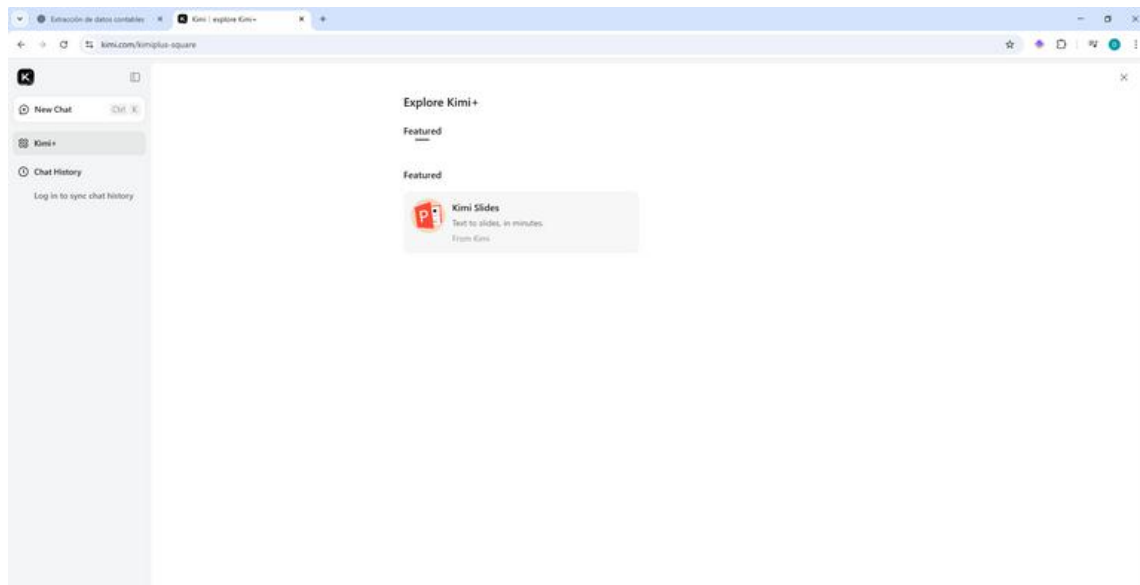 Extracción de datos contables
Kimi | explore Kimi+
kimi.com/kimiplus-square
New Chat
Ctrl K
Kimi+
Chat History
Log in to sync chat history
Explore Kimi+
Featured
Featured
Kimi Slides
Text to slides, in minutes.
From Kimi